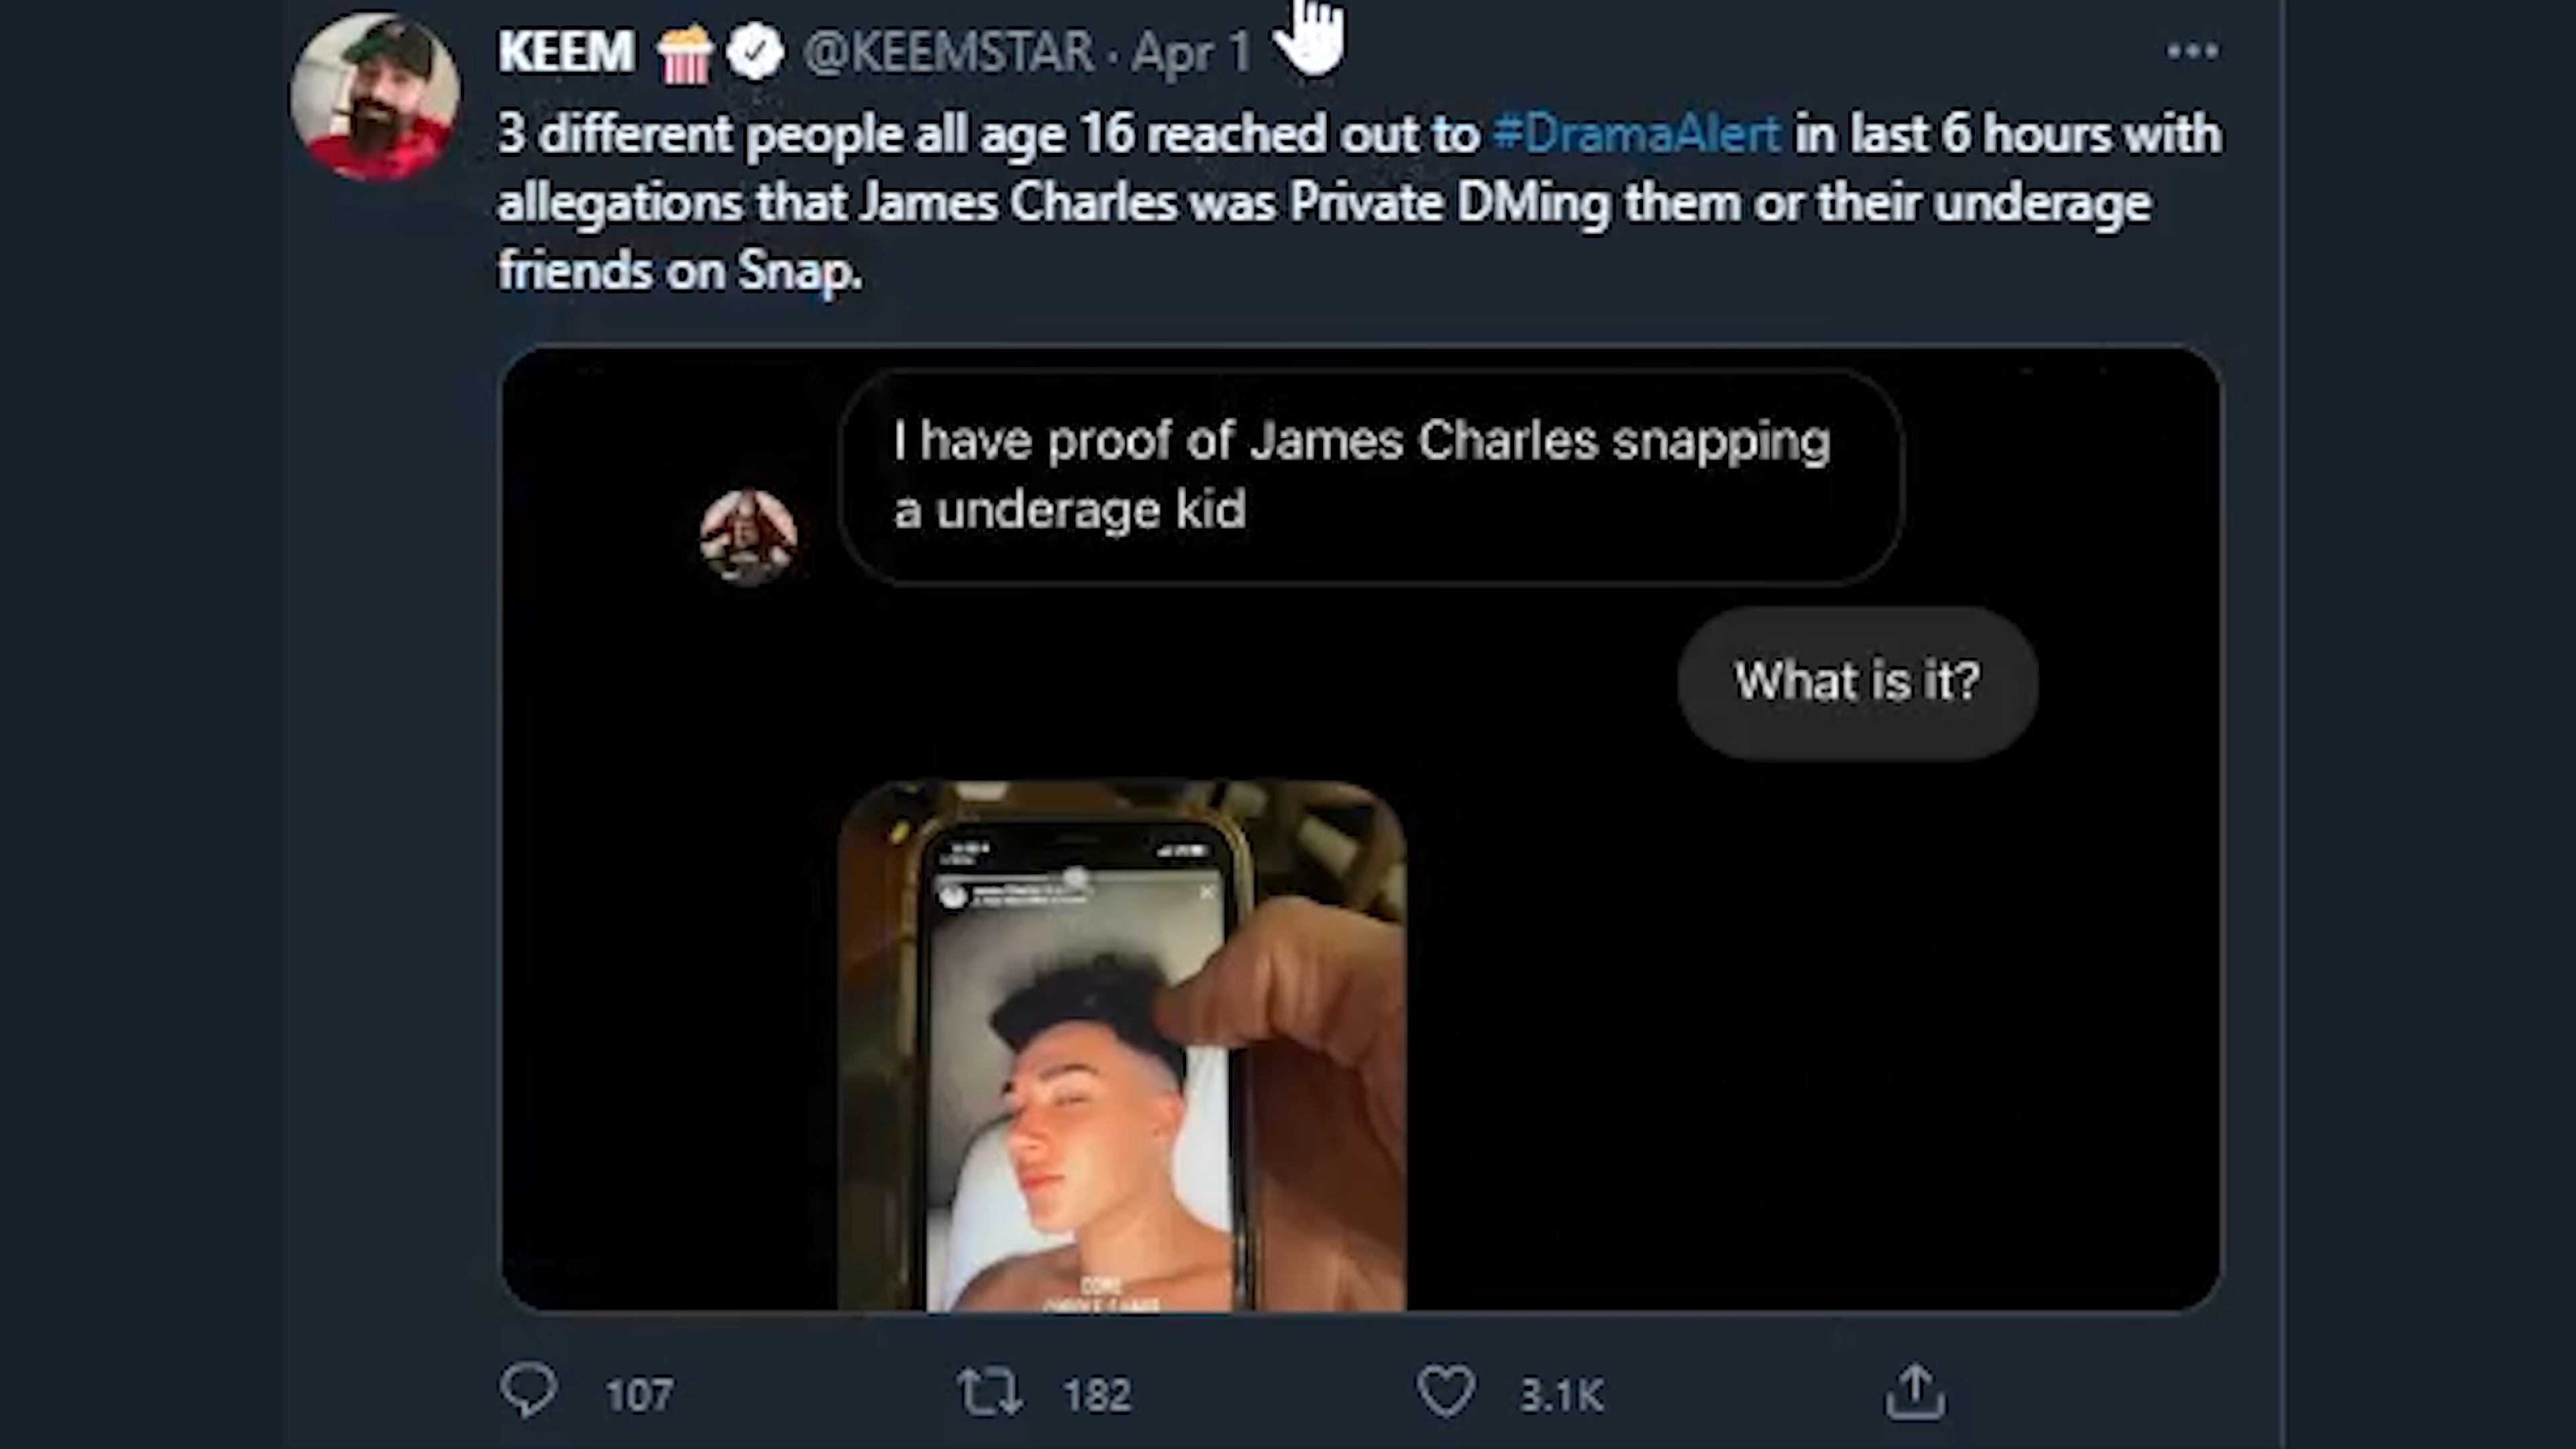 KEEM @KEEMSTAR · Apr 1
3 different people all age 16 reached out to #DramaAlert in last 6 hours with
allegations that James Charles was Private DMing them or their underage
friends on Snap.
I have proof of James Charles snapping
a underage kid
What is it?
COME
107 182 3.1K